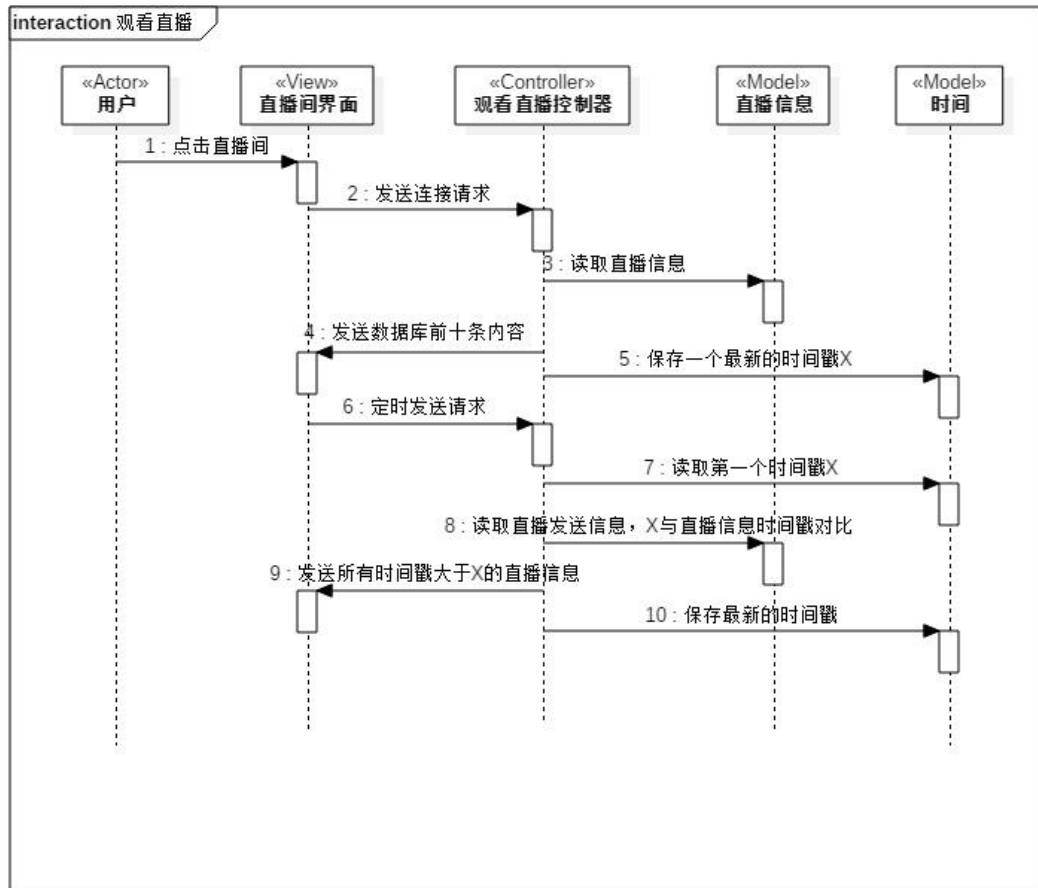 interaction 观看直播
«Actor»
用户
«View»
直播间界面
«Controller»
观看直播控制器
«Model»
直播信息
«Model»
时间
1 : 点击直播间
2 : 发送连接请求
3 : 读取直播信息
4 : 发送数据库前十条内容
5 : 保存一个最新的时间戳X
6 : 定时发送请求
7 : 读取第一个时间戳X
8 : 读取直播发送信息，X与直播信息时间戳对比
9 : 发送所有时间戳大于X的直播信息
10 : 保存最新的时间戳